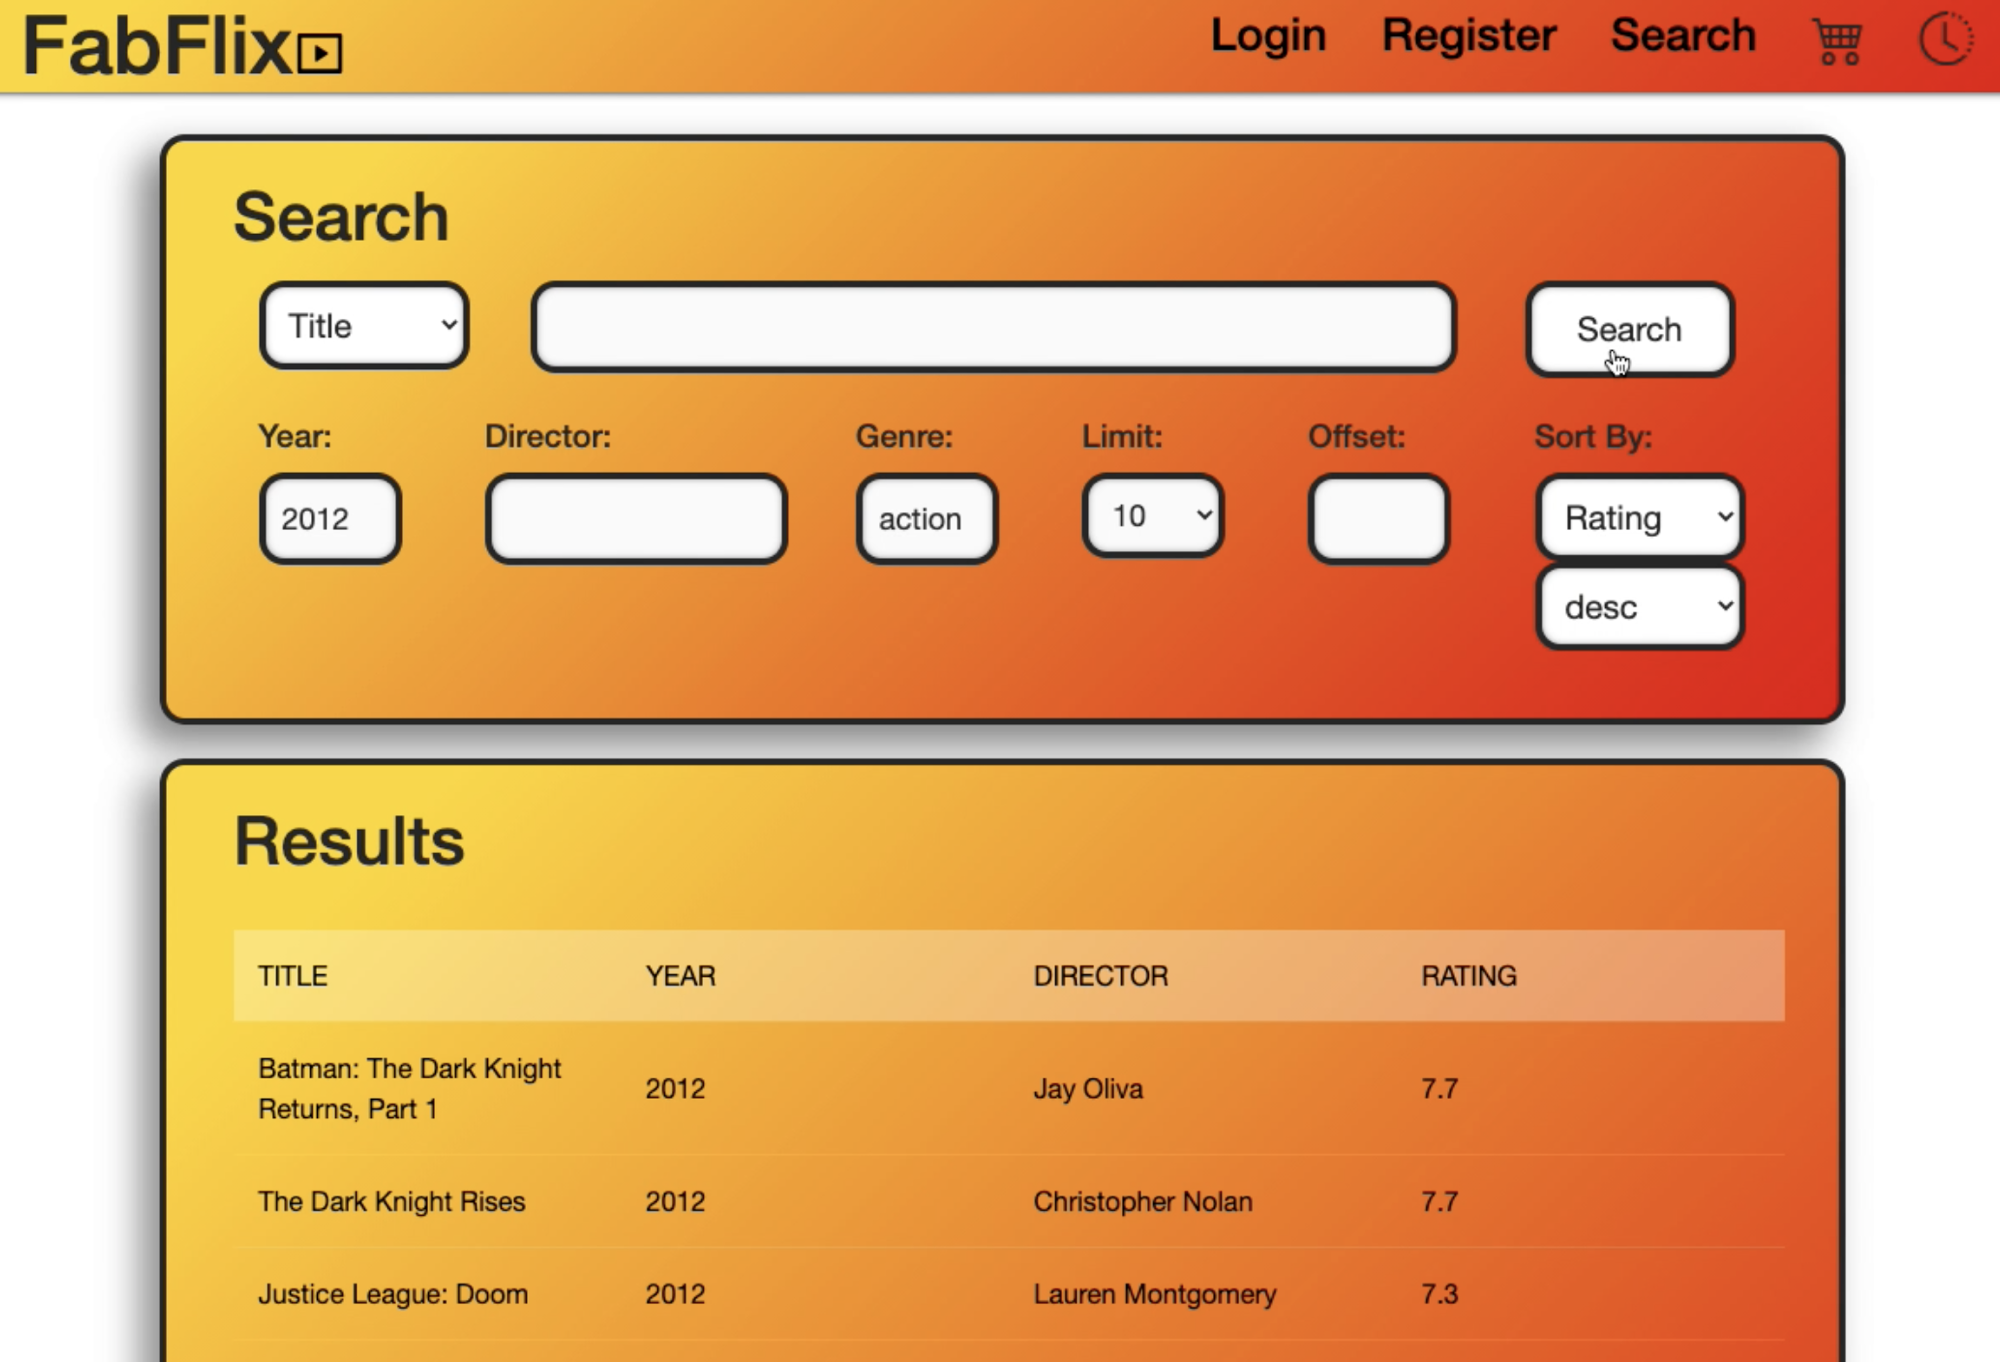 FabFlix
Login Register Search
Search
Title
Search
Year: Director: Genre: Limit: Offset: Sort By:
2012 action 10 Rating
desc
Results
TITLE YEAR DIRECTOR RATING
Batman: The Dark Knight
Returns, Part 1 2012 Jay Oliva 7.7
The Dark Knight Rises 2012 Christopher Nolan 7.7
Justice League: Doom 2012 Lauren Montgomery 7.3